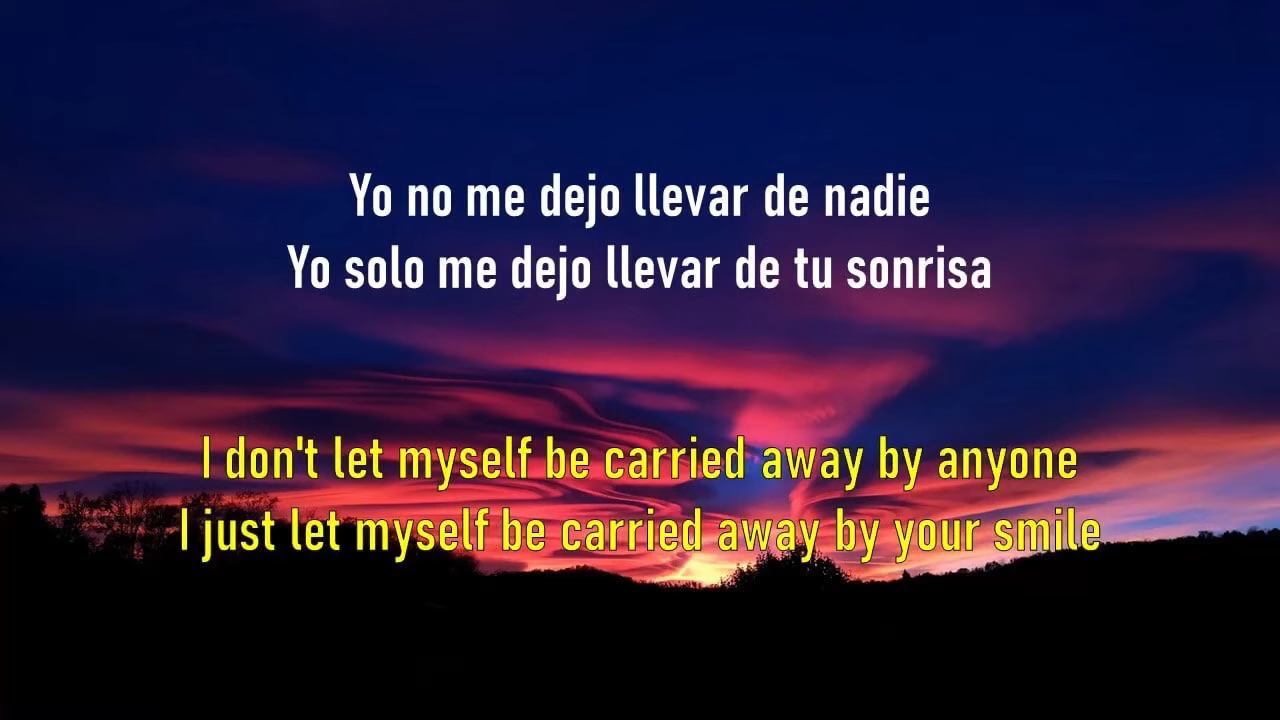 Yo no me dejo llevar de nadie
Yo solo me dejo llevar de tu sonrisa
I don't let myself be carried away by anyone
I just let myself be carried away by your smile